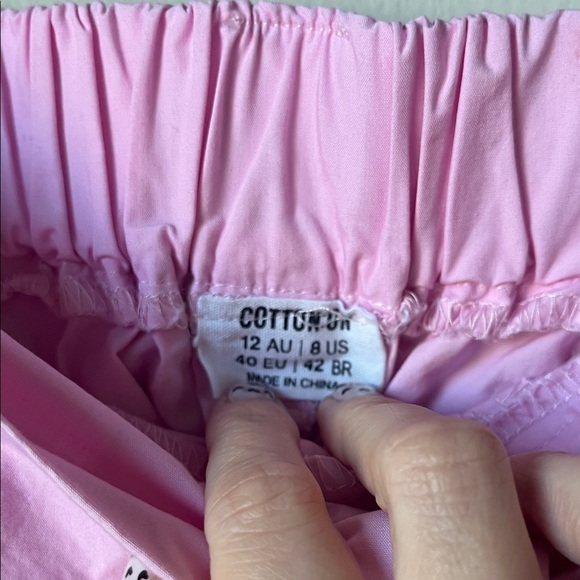 COTTON:ON
12 AU | 8 US
40 EU | 42 BR
MADE IN CHINA